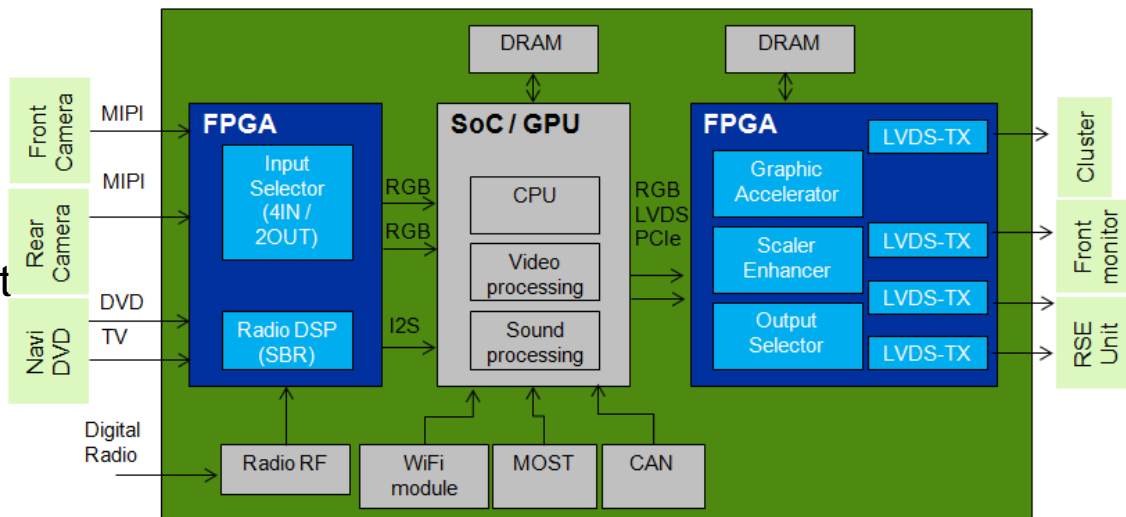 DRAM
DRAM
Front
Camera
MIPI
MIPI
Rear
Camera
t
DVD
TV
Navi
DVD
Digital
Radio
FPGA
Input
Selector
(4IN /
2OUT)
Radio DSP
(SBR)
RGB
RGB
I2S
SoC / GPU
CPU
Video
processing
Sound
processing
RGB
LVDS
PCIe
FPGA
Graphic
Accelerator
Scaler
Enhancer
Output
Selector
LVDS-TX
LVDS-TX
LVDS-TX
LVDS-TX
Cluster
Front
monitor
RSE
Unit
Radio RF
WiFi
module
MOST
CAN